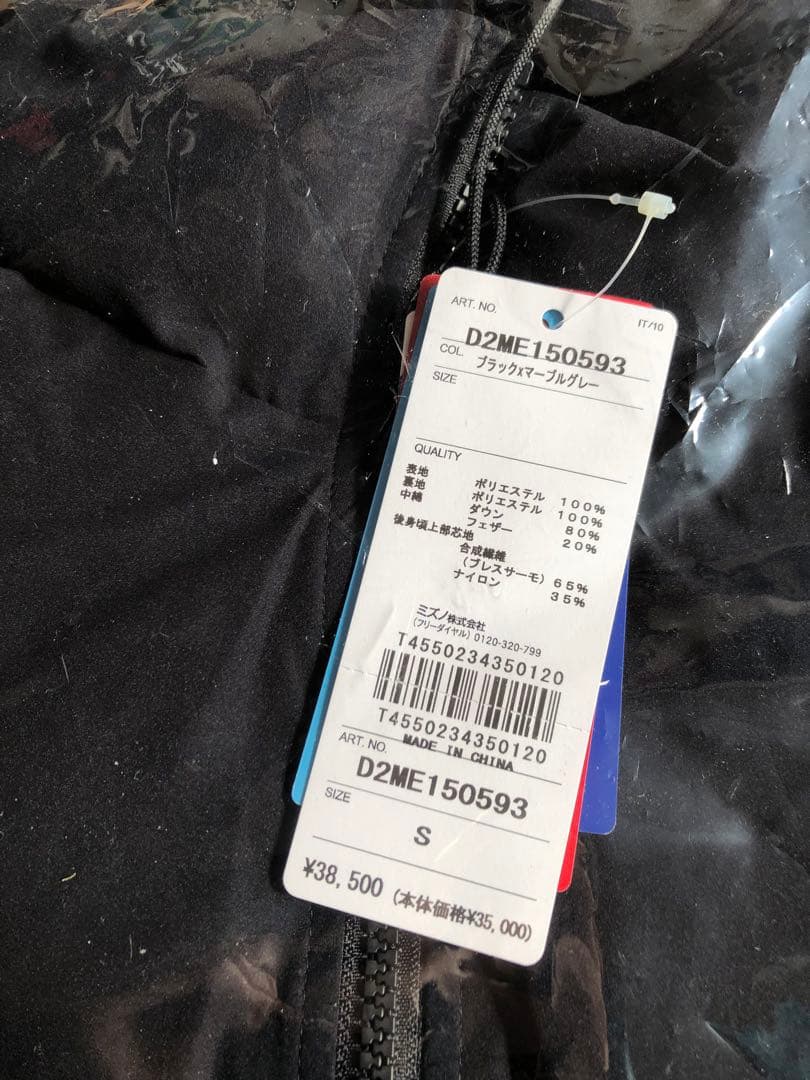 ART. NO.
IT/10
D2ME150593
COL.
ブラックxマーブルグレー
SIZE
QUALITY
表地 ポリエステル 100%
裏地 ポリエステル 100%
中綿 ダウン 80%
フェザー 20%
後身頃上部芯地
合成繊維
(ブレスサーモ) 65%
ナイロン 35%
ミズノ株式会社
(フリーダイヤル) 0120-320-799
T4550234350120
T4550234350120
MADE IN CHINA
ART. NO.
D2ME150593
SIZE
S
¥38,500 (本体価格¥35,000)